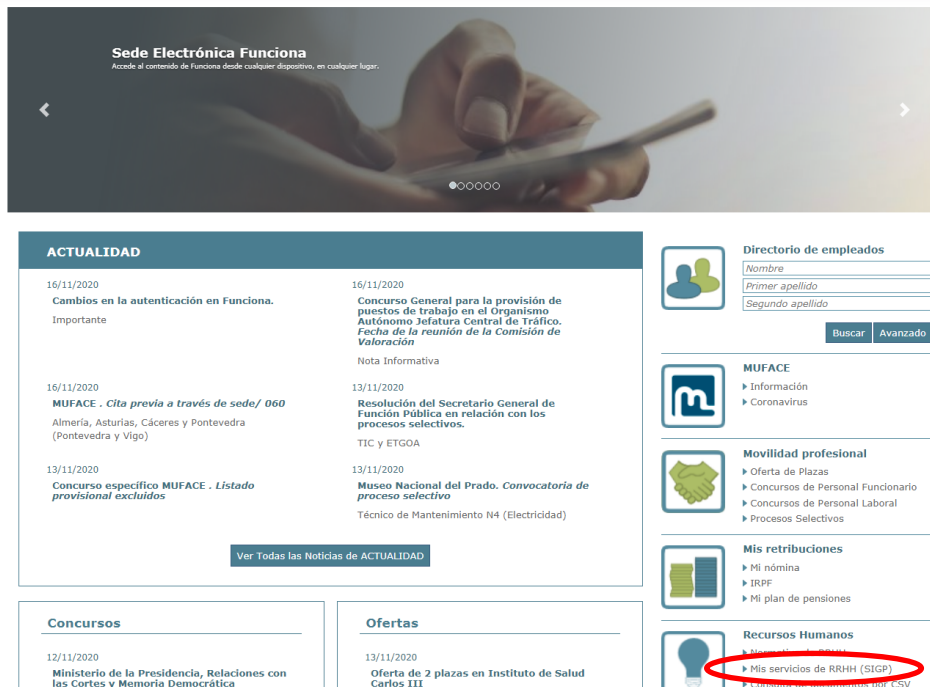 Sede Electrónica Funciona
Accede al contenido de Funciona desde cualquier dispositivo, en cualquier lugar.
ACTUALIDAD
16/11/2020
Cambios en la autenticación en Funciona.
Importante
16/11/2020
Concurso General para la provisión de
puestos de trabajo en el Organismo
Autónomo Jefatura Central de Tráfico.
Fecha de la reunión de la Comisión de
Valoración
Nota Informativa
16/11/2020
MUFACE . Cita previa a través de sede/ 060
Almería, Asturias, Cáceres y Pontevedra
(Pontevedra y Vigo)
13/11/2020
Resolución del Secretario General de
Función Pública en relación con los
procesos selectivos.
TIC y ETGOA
13/11/2020
Concurso específico MUFACE . Listado
provisional excluidos
13/11/2020
Museo Nacional del Prado. Convocatoria de
proceso selectivo
Técnico de Mantenimiento N4 (Electricidad)
Ver Todas las Noticias de ACTUALIDAD
Concursos
12/11/2020
Ministerio de la Presidencia, Relaciones con
las Cortes y Memoria Democrática
Ofertas
13/11/2020
Oferta de 2 plazas en Instituto de Salud
Carlos III
Directorio de empleados
Nombre
Primer apellido
Segundo apellido
Buscar
Avanzado
MUFACE
Información
Coronavirus
Movilidad profesional
Oferta de Plazas
Concursos de Personal Funcionario
Concursos de Personal Laboral
Procesos Selectivos
Mis retribuciones
Mi nómina
IRPF
Mi plan de pensiones
Recursos Humanos
Normativa de RRHH
Mis servicios de RRHH (SIGP)
Consulta de documentos por CSV